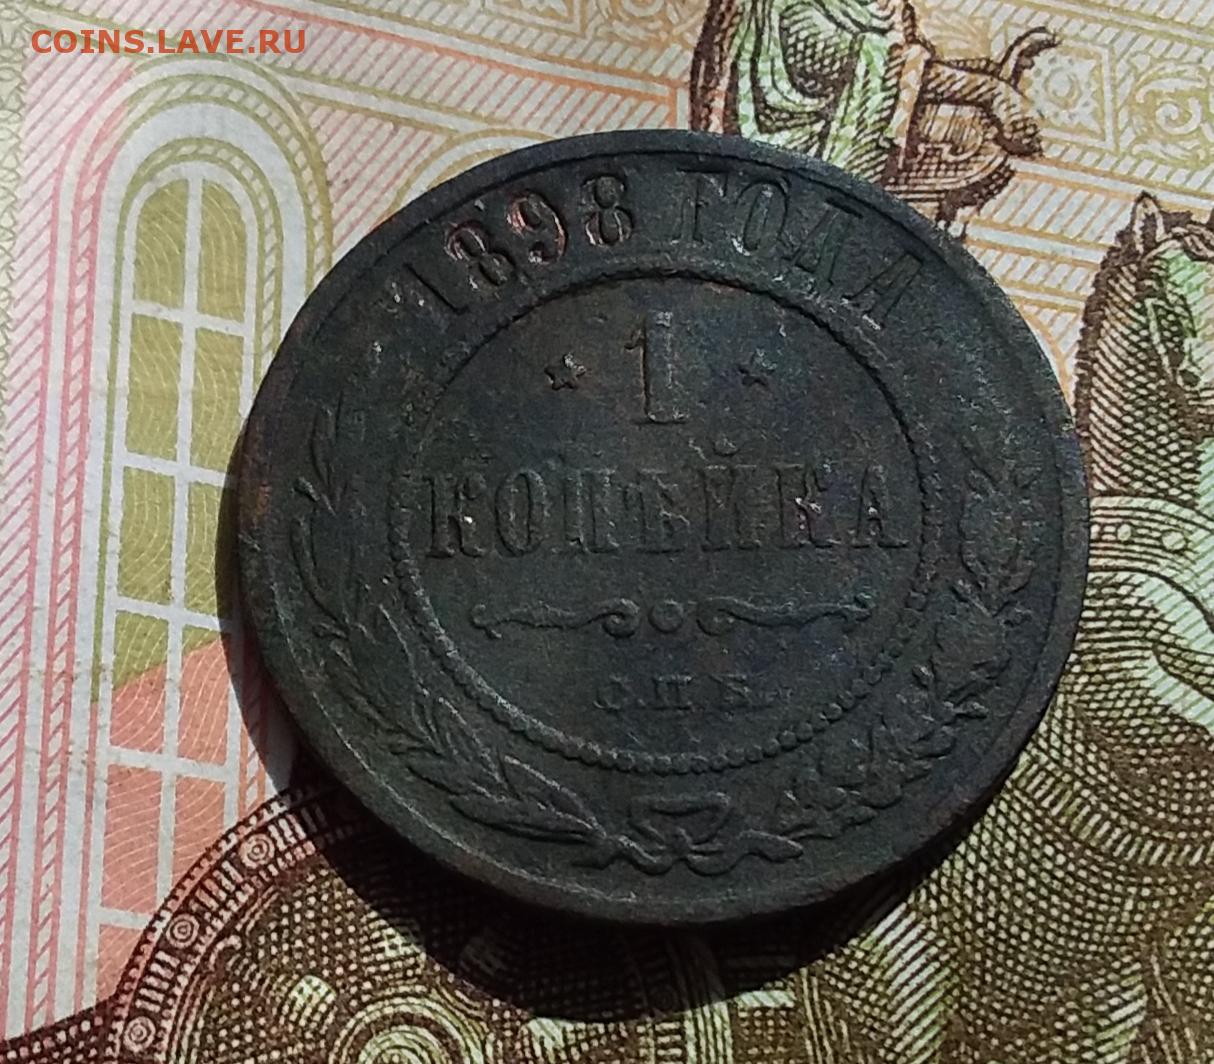 COINS.LAVE.RU
1898 ГОДА
1
КОПѢЙКА
С.П.Б.